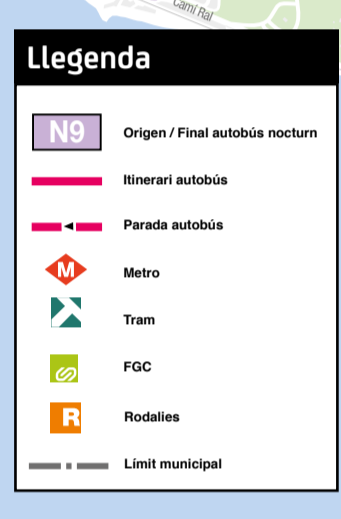 Camí Ral
Llegenda
N9 Origen / Final autobús nocturn
Itinerari autobús
Parada autobús
M Metro
Tram
FGC
R Rodalies
Límit municipal